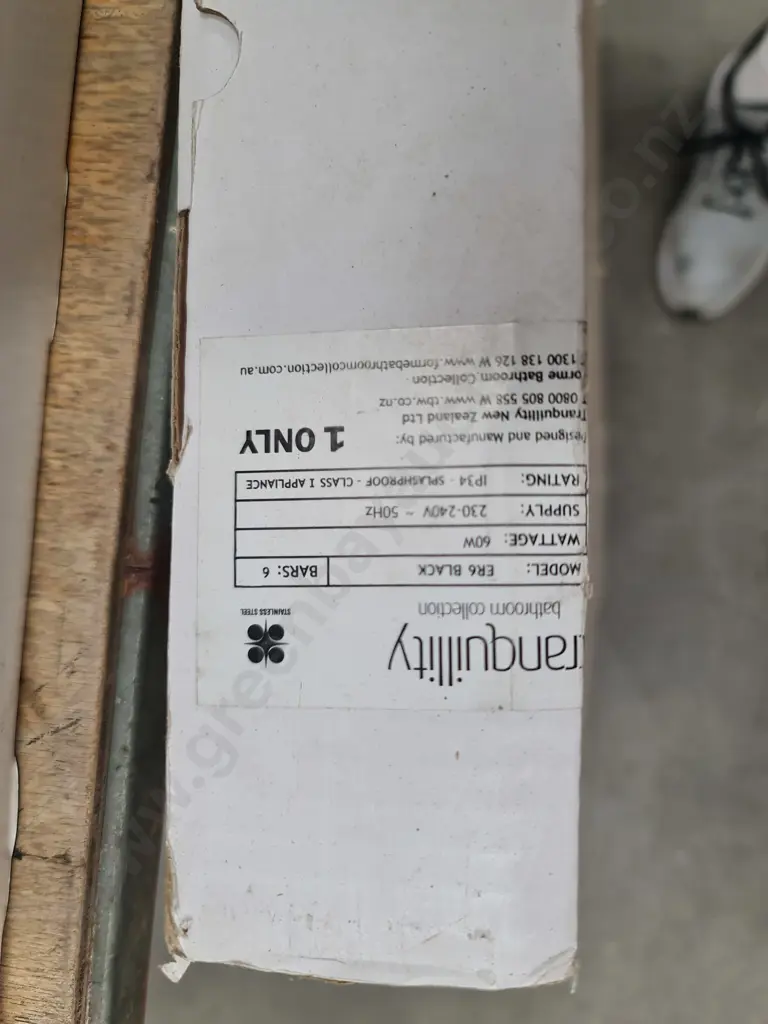 tranquillity
bathroom collection
STAINLESS STEEL
MODEL: ER6 BLACK BARS: 6
WATTAGE: 60W
SUPPLY: 230-240V ~ 50Hz
RATING: IP34 - SPLASHPROOF - CLASS I APPLIANCE
Designed and Manufactured by:
1 ONLY
Tranquillity New Zealand Ltd
T 0800 805 558 W www.tbw.co.nz
Forme Bathroom Collection
T 1300 138 126 W www.formebathroomcollection.com.au